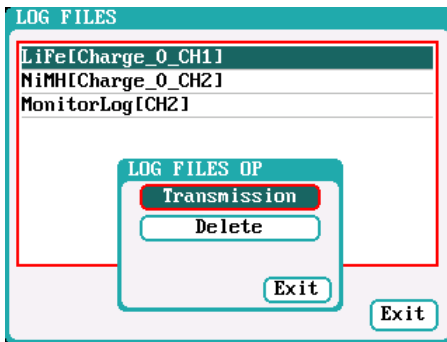 LOG FILES
LiFe[Charge_0_CH1]
NiMH[Charge_0_CH2]
MonitorLog[CH2]
LOG FILES OP
Transmission
Delete
Exit
Exit